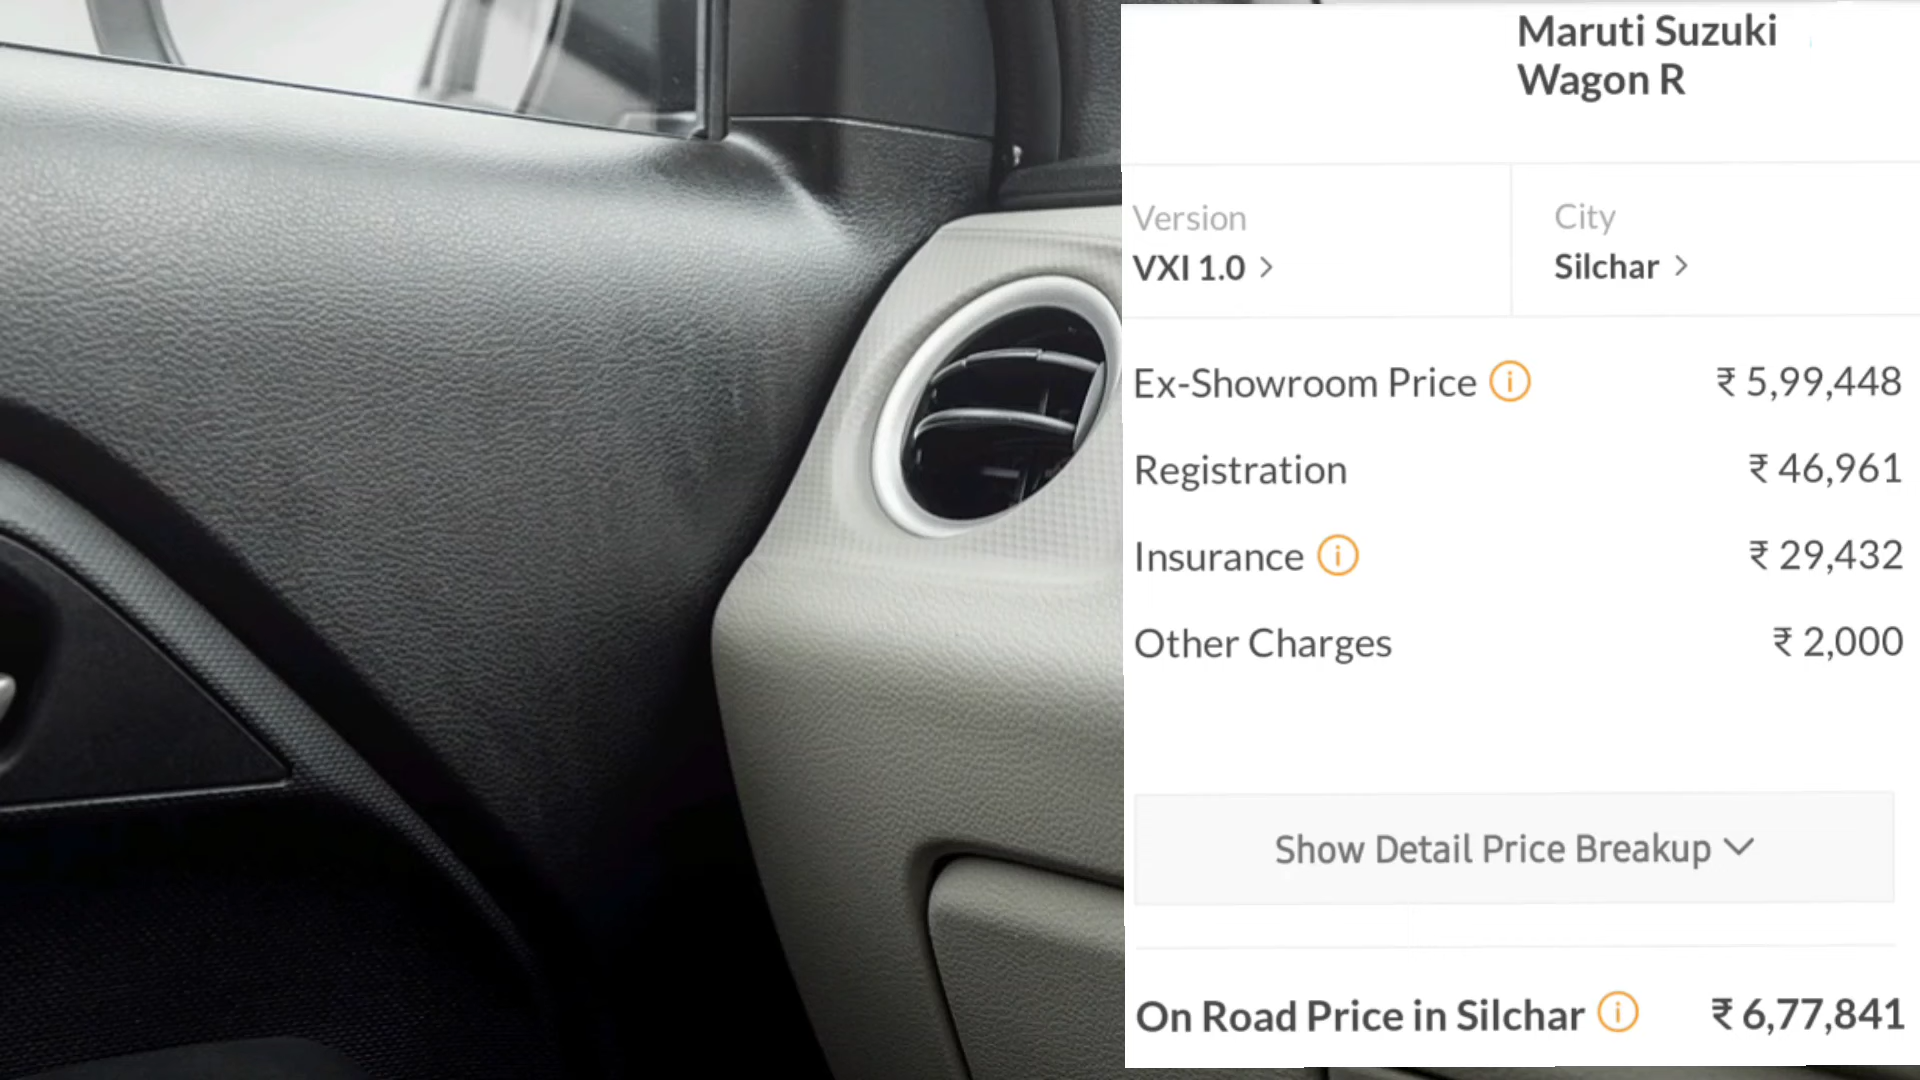 Maruti Suzuki
Wagon R
Version
VXI 1.0 >
City
Silchar >
Ex-Showroom Price ₹ 5,99,448
Registration ₹ 46,961
Insurance ₹ 29,432
Other Charges ₹ 2,000
Show Detail Price Breakup
On Road Price in Silchar ₹ 6,77,841